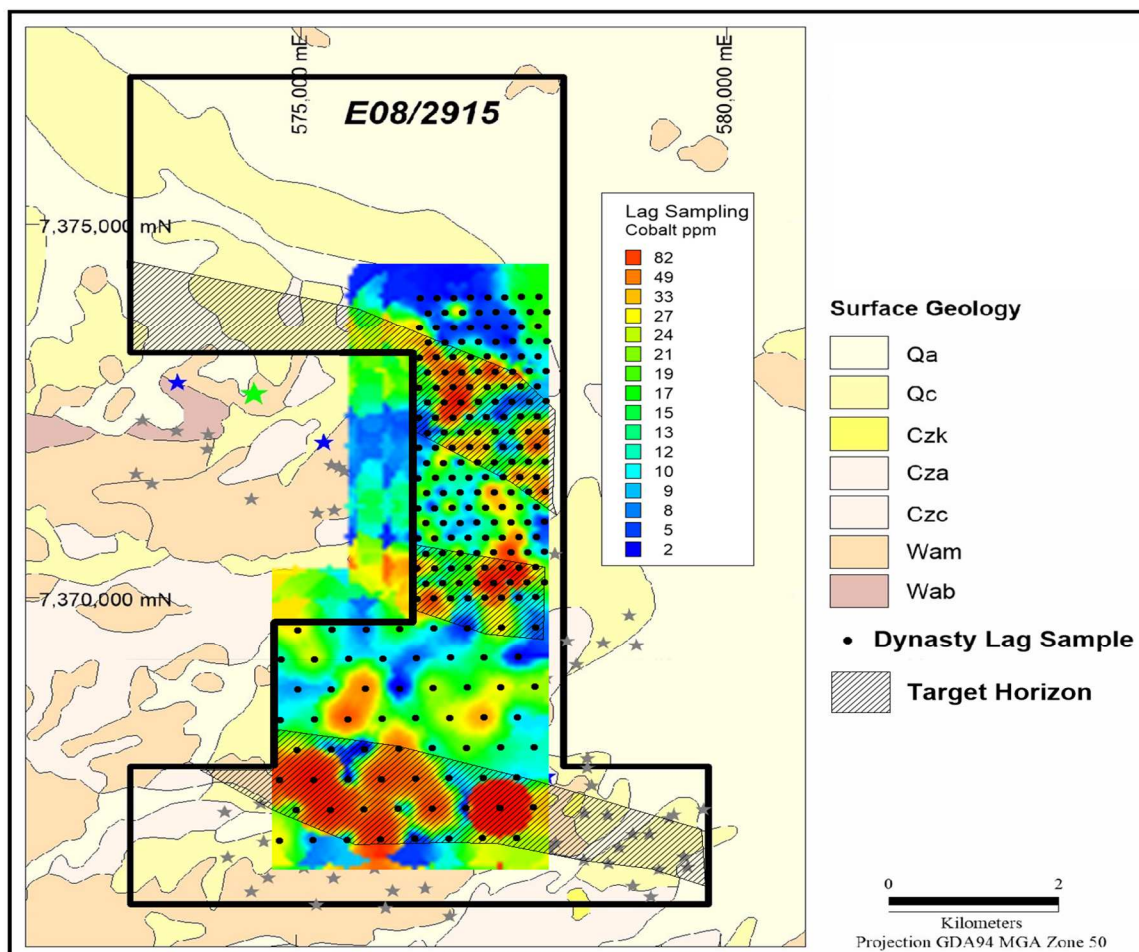 575,000 mE
580,000 mE
E08/2915
7,375,000 mN
7,370,000 mN
Lag Sampling
Cobalt ppm
82
49
33
27
24
21
19
17
15
13
12
10
9
8
5
2
Surface Geology
Qa
Qc
Czk
Cza
Czc
Wam
Wab
Dynasty Lag Sample
Target Horizon
0 2
Kilometers
Projection GDA94 MGA Zone 50